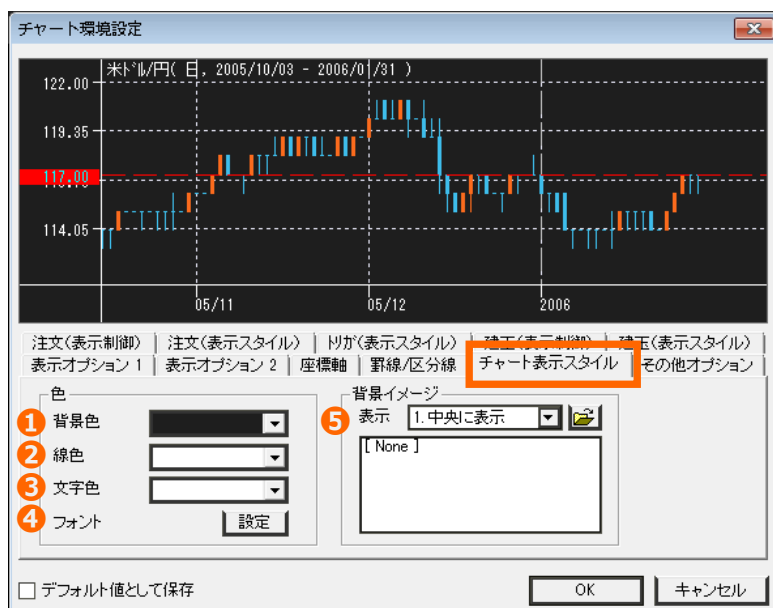 チャート環境設定
米ドル/円( 日, 2005/10/03 - 2006/01/31 )
122.00
119.35
117.00
114.05
05/11 05/12 2006
注文(表示制御) 注文(表示スタイル) トリガ(表示スタイル) 建玉(表示制御) 建玉(表示スタイル)
表示オプション 1 表示オプション 2 座標軸 罫線/区分線 チャート表示スタイル その他オプション
色 背景イメージ
1 背景色 5 表示 1.中央に表示
[ None ]
2 線色
3 文字色
4 フォント 設定
デフォルト値として保存 OK キャンセル